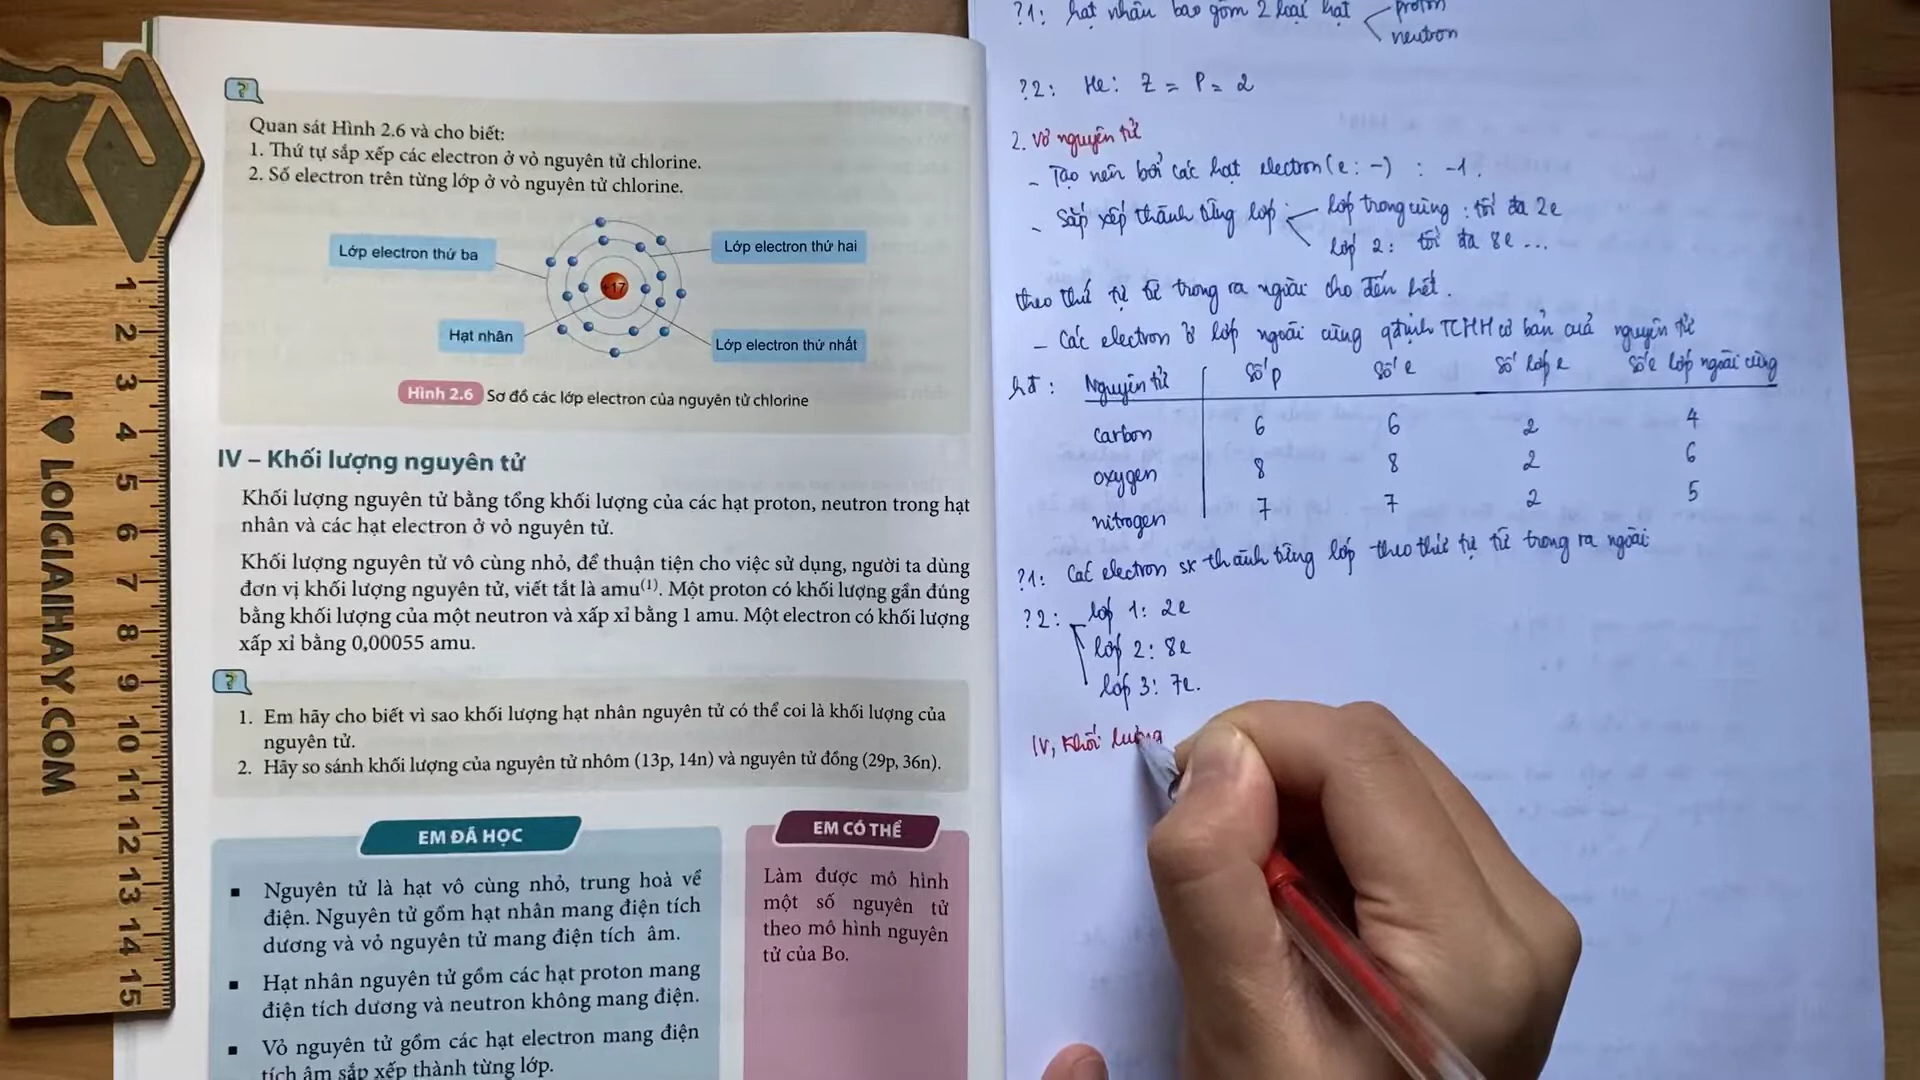 I ♥ LOIGIAIHAY.COM
1
2
3
4
5
6
7
8
9
10
11
12
13
14
15
?
Quan sát Hình 2.6 và cho biết:
1. Thứ tự sắp xếp các electron ở vỏ nguyên tử chlorine.
2. Số electron trên từng lớp ở vỏ nguyên tử chlorine.
Lớp electron thứ ba
Lớp electron thứ hai
+17
Hạt nhân
Lớp electron thứ nhất
Hình 2.6 Sơ đồ các lớp electron của nguyên tử chlorine
IV – Khối lượng nguyên tử
Khối lượng nguyên tử bằng tổng khối lượng của các hạt proton, neutron trong hạt
nhân và các hạt electron ở vỏ nguyên tử.
Khối lượng nguyên tử vô cùng nhỏ, để thuận tiện cho việc sử dụng, người ta dùng
đơn vị khối lượng nguyên tử, viết tắt là amu(1). Một proton có khối lượng gần đúng
bằng khối lượng của một neutron và xấp xỉ bằng 1 amu. Một electron có khối lượng
xấp xỉ bằng 0,00055 amu.
?
1. Em hãy cho biết vì sao khối lượng hạt nhân nguyên tử có thể coi là khối lượng của
nguyên tử.
2. Hãy so sánh khối lượng của nguyên tử nhôm (13p, 14n) và nguyên tử đồng (29p, 36n).
EM ĐÃ HỌC
▪ Nguyên tử là hạt vô cùng nhỏ, trung hoà về
điện. Nguyên tử gồm hạt nhân mang điện tích
dương và vỏ nguyên tử mang điện tích âm.
▪ Hạt nhân nguyên tử gồm các hạt proton mang
điện tích dương và neutron không mang điện.
▪ Vỏ nguyên tử gồm các hạt electron mang điện
tích âm sắp xếp thành từng lớp.
EM CÓ THỂ
Làm được mô hình
một số nguyên tử
theo mô hình nguyên
tử của Bo.
?1: hạt nhân bao gồm 2 loại hạt proton
neutron
?2: He: Z = P = 2
2. Vỏ nguyên tử
- Tạo nên bởi các hạt electron (e: -) : -1.
- Sắp xếp thành từng lớp: lớp trong cùng: tối đa 2e
lớp 2: tối đa 8e ...
theo thứ tự từ trong ra ngoài cho đến hết.
- Các electron ở lớp ngoài cùng qđịnh TCHH cơ bản của nguyên tử
hđ: Nguyên tử Số p Số e Số lớp e Số e lớp ngoài cùng
carbon 6 6 2 4
oxygen 8 8 2 6
nitrogen 7 7 2 5
?1: Các electron sx thành từng lớp theo thứ tự từ trong ra ngoài
?2: lớp 1: 2e
lớp 2: 8e
lớp 3: 7e.
IV, Khối lượng